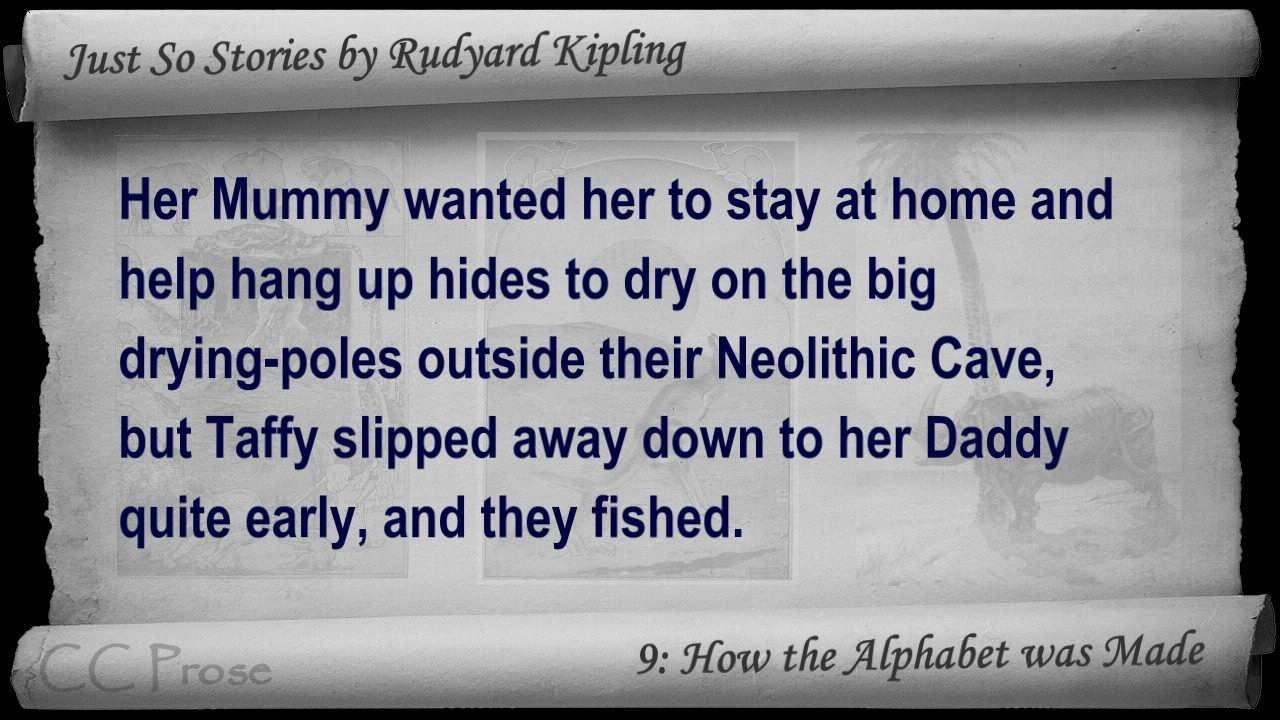 Just So Stories by Rudyard Kipling
Her Mummy wanted her to stay at home and
help hang up hides to dry on the big
drying-poles outside their Neolithic Cave,
but Taffy slipped away down to her Daddy
quite early, and they fished.
CC Prose
9: How the Alphabet was Made